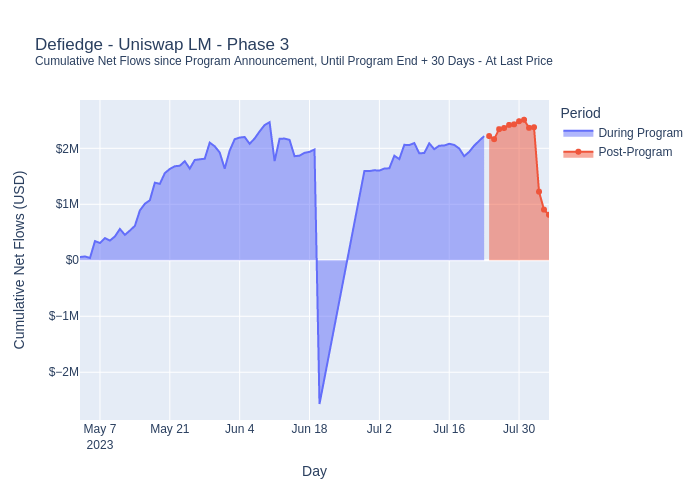 Defiedge - Uniswap LM - Phase 3
Cumulative Net Flows since Program Announcement, Until Program End + 30 Days - At Last Price
Period
During Program
Post-Program
Cumulative Net Flows (USD)
$2M
$1M
$0
$−1M
$−2M
May 7
2023
May 21
Jun 4
Jun 18
Jul 2
Jul 16
Jul 30
Day